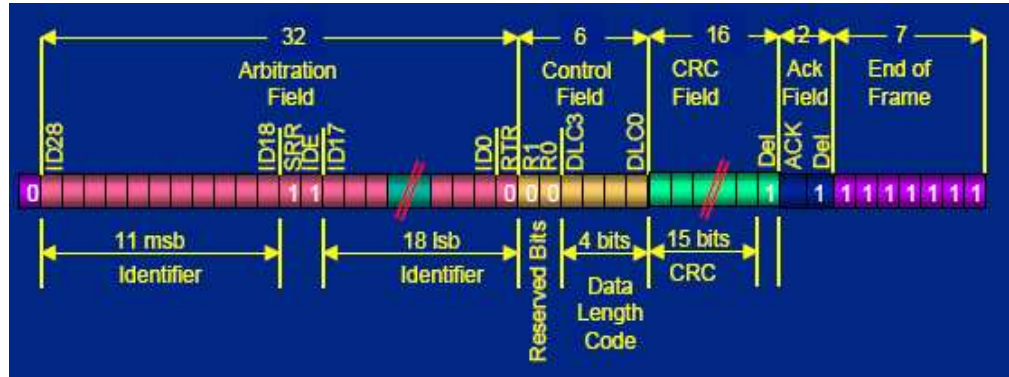 32 6 16 2 7
Arbitration Field
Control Field
CRC Field
Ack Field
End of Frame
ID28 ID18 SRR IDE ID17 ID0 RTR R1 R0 DLC3 DLC0 Del ACK Del
0 1 1 0 0 0 1 1 1 1 1 1 1 1 1
11 msb 18 lsb 4 bits 15 bits
Identifier Identifier CRC
Reserved Bits
Data
Length
Code